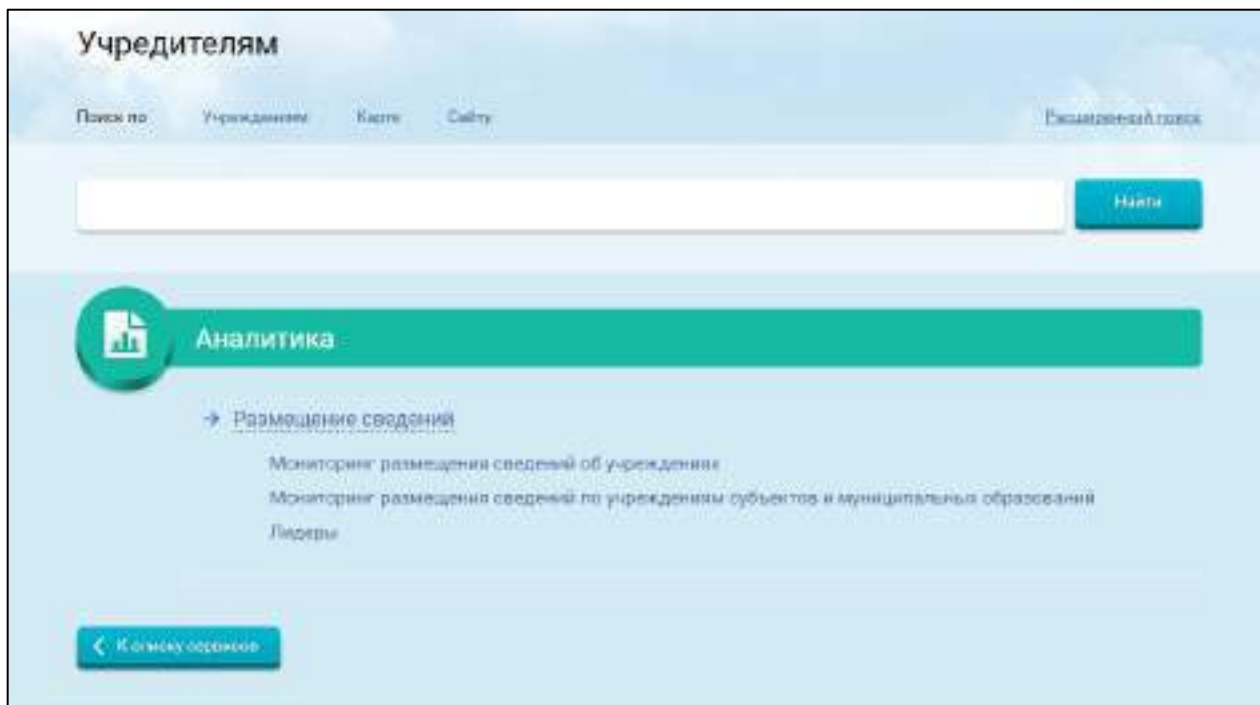 Учредителям
Поиск по Учреждениям Карте Сайту Расширенный поиск
Найти
Аналитика
→ Размещение сведений
Мониторинг размещения сведений об учреждениях
Мониторинг размещения сведений по учреждениям субъектов и муниципальных образований
Лидеры
К списку сервисов